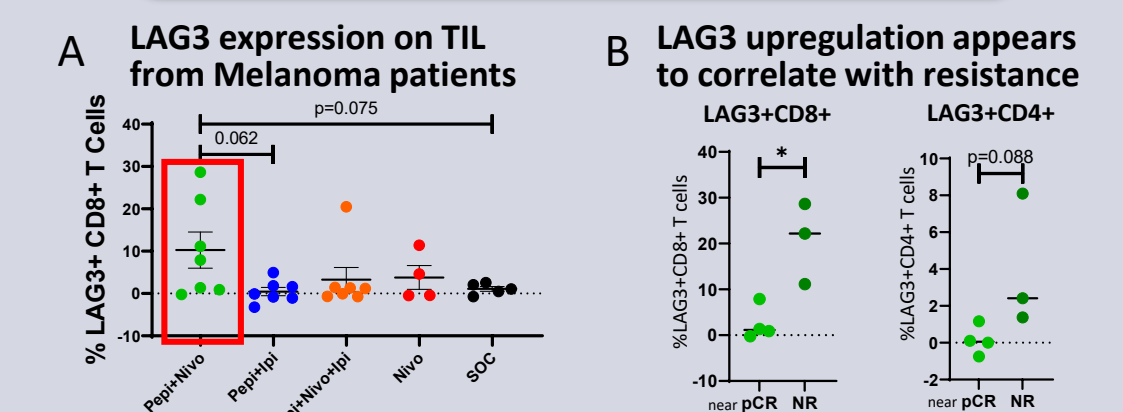 A
LAG3 expression on TIL
from Melanoma patients
% LAG3+ CD8+ T Cells
p=0.075
0.062
40
30
20
10
0
-10
Pepi+Nivo
Pepi+Ipi
pi+Nivo+Ipi
Nivo
SOC
B
LAG3 upregulation appears
to correlate with resistance
LAG3+CD8+
%LAG3+CD8+ T cells
*
40
30
20
10
0
-10
near pCR NR
LAG3+CD4+
%LAG3+CD4+ T cells
p=0.088
10
8
6
4
2
0
-2
near pCR NR